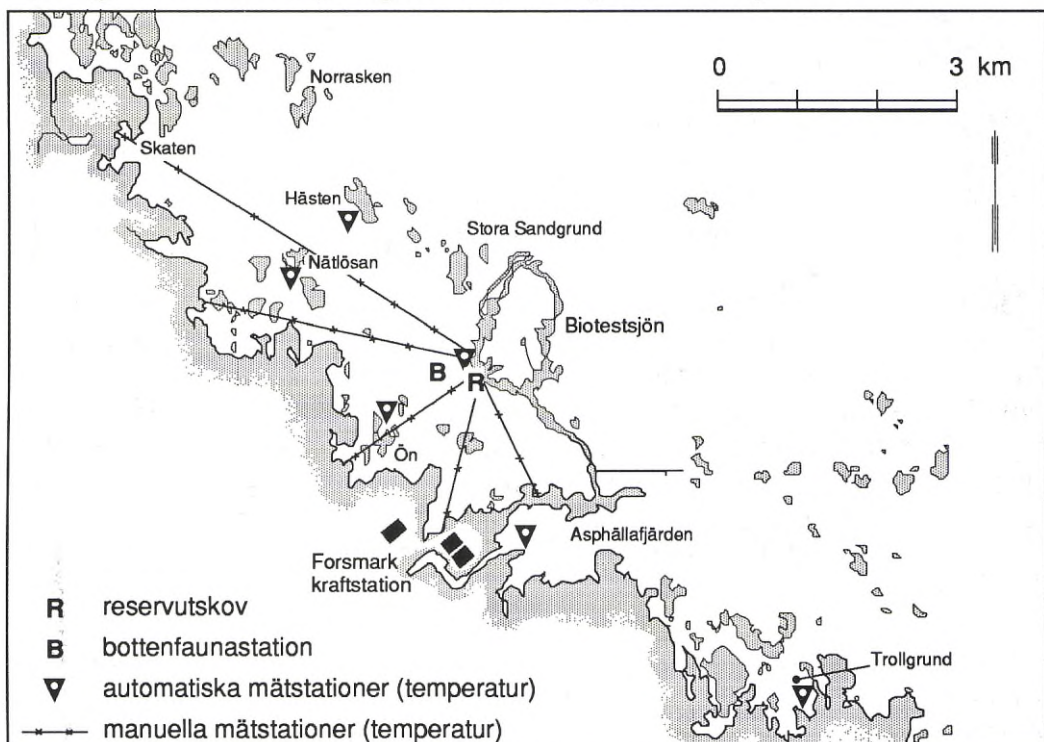 0 3 km
Norrasken
Skaten
Hästen
Stora Sandgrund
Nätlösan
Biotestsjön
B
R
Ön
Asphällafjärden
Forsmark
kraftstation
R reservutskov
B bottenfaunastation
Trollgrund
automatiska mätstationer (temperatur)
manuella mätstationer (temperatur)